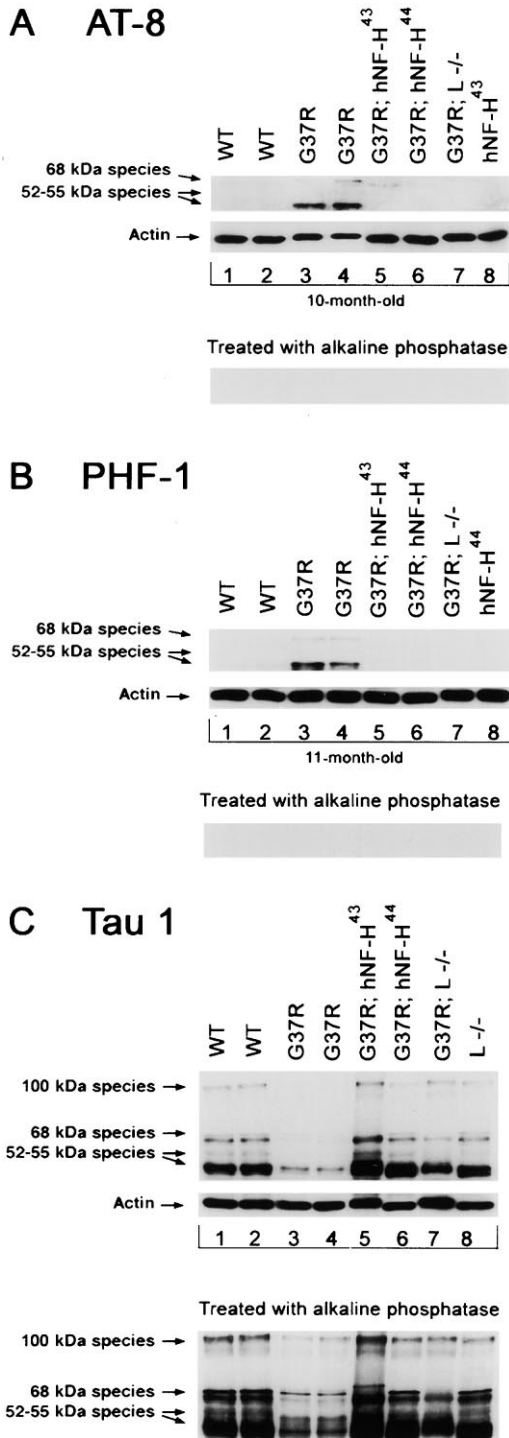 A AT-8
WT WT G37R G37R G37R; hNF-H43 G37R; hNF-H44 G37R; L -/- hNF-H43
68 kDa species
52-55 kDa species
Actin
1 2 3 4 5 6 7 8
10-month-old
Treated with alkaline phosphatase
B PHF-1
WT WT G37R G37R G37R; hNF-H43 G37R; hNF-H44 G37R; L -/- hNF-H44
68 kDa species
52-55 kDa species
Actin
1 2 3 4 5 6 7 8
11-month-old
Treated with alkaline phosphatase
C Tau 1
WT WT G37R G37R G37R; hNF-H43 G37R; hNF-H44 G37R; L -/- L -/-
100 kDa species
68 kDa species
52-55 kDa species
Actin
1 2 3 4 5 6 7 8
Treated with alkaline phosphatase
100 kDa species
68 kDa species
52-55 kDa species